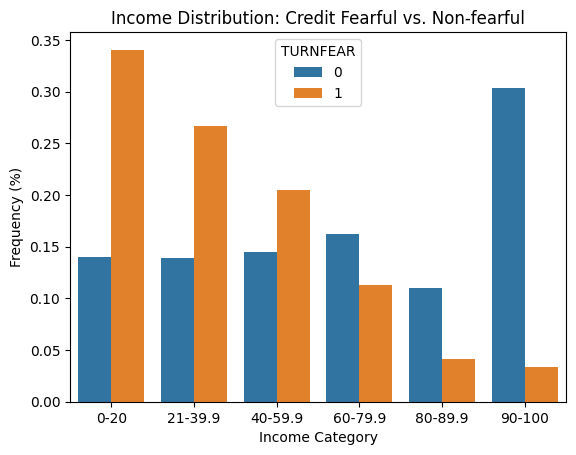 Income Distribution: Credit Fearful vs. Non-fearful
TURNFEAR
0
1
Frequency (%)
0.35
0.30
0.25
0.20
0.15
0.10
0.05
0.00
0-20 21-39.9 40-59.9 60-79.9 80-89.9 90-100
Income Category